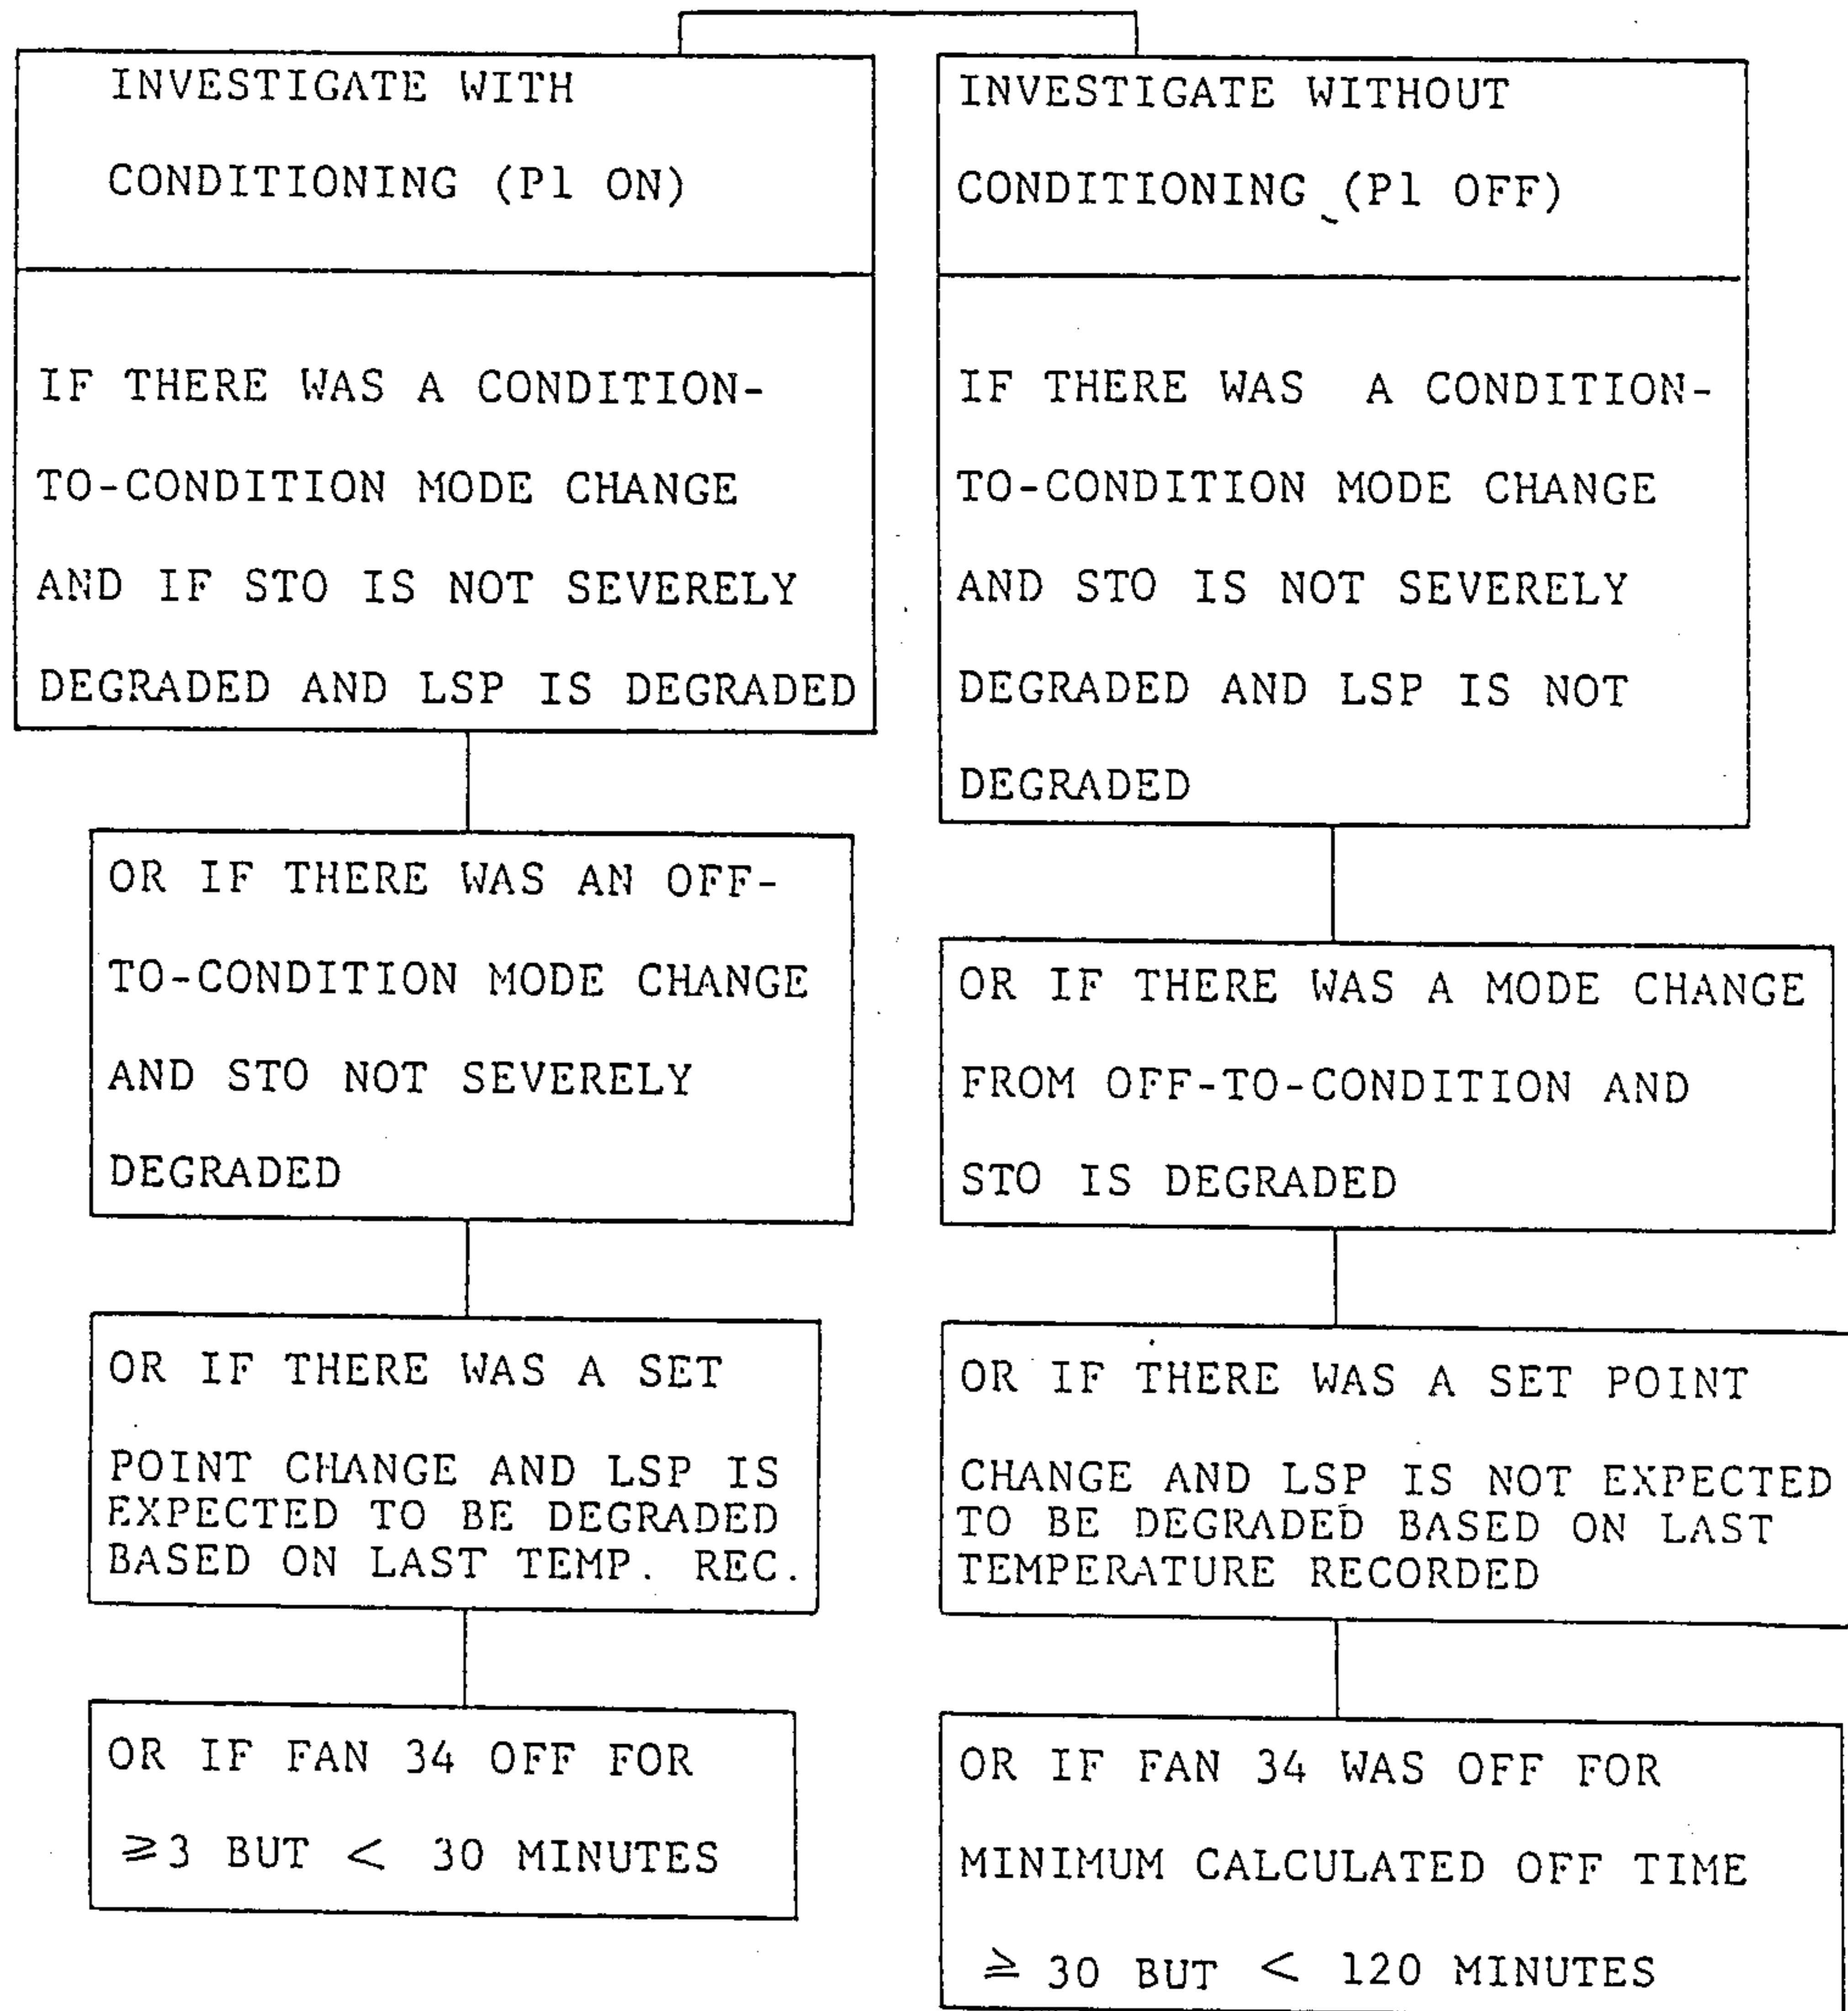 INVESTIGATE WITH
CONDITIONING (P1 ON)
IF THERE WAS A CONDITION-
TO-CONDITION MODE CHANGE
AND IF STO IS NOT SEVERELY
DEGRADED AND LSP IS DEGRADED
OR IF THERE WAS AN OFF-
TO-CONDITION MODE CHANGE
AND STO NOT SEVERELY
DEGRADED
OR IF THERE WAS A SET
POINT CHANGE AND LSP IS
EXPECTED TO BE DEGRADED
BASED ON LAST TEMP. REC.
OR IF FAN 34 OFF FOR
≥3 BUT < 30 MINUTES
INVESTIGATE WITHOUT
CONDITIONING (P1 OFF)
IF THERE WAS A CONDITION-
TO-CONDITION MODE CHANGE
AND STO IS NOT SEVERELY
DEGRADED AND LSP IS NOT
DEGRADED
OR IF THERE WAS A MODE CHANGE
FROM OFF-TO-CONDITION AND
STO IS DEGRADED
OR IF THERE WAS A SET POINT
CHANGE AND LSP IS NOT EXPECTED
TO BE DEGRADED BASED ON LAST
TEMPERATURE RECORDED
OR IF FAN 34 WAS OFF FOR
MINIMUM CALCULATED OFF TIME
≥ 30 BUT < 120 MINUTES